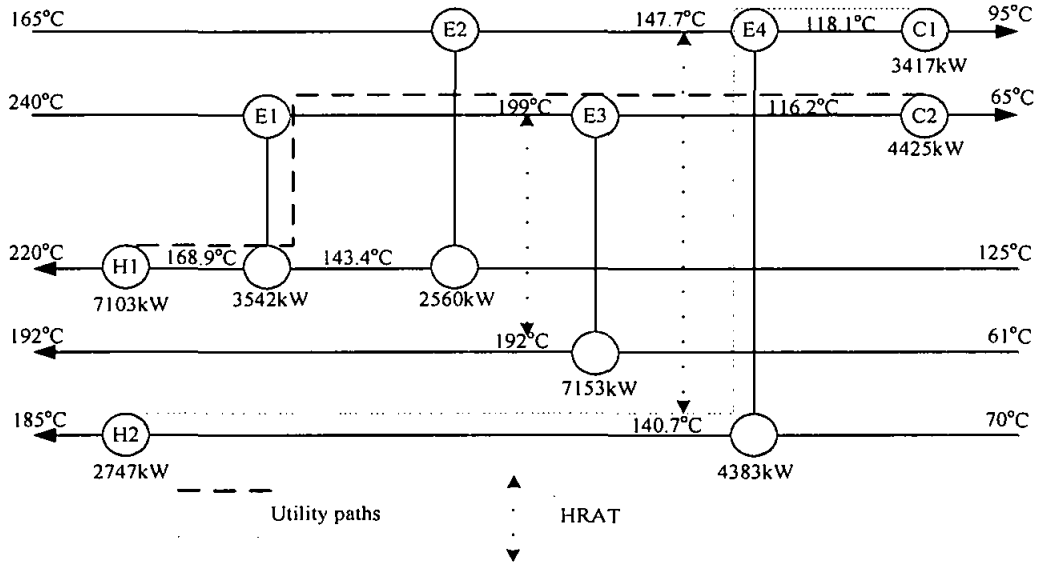 165°C E2 147.7°C E4 118.1°C C1 95°C
3417kW
240°C E1 199°C E3 116.2°C C2 65°C
4425kW
220°C H1 168.9°C 143.4°C 125°C
7103kW 3542kW 2560kW
192°C 192°C 61°C
7153kW
185°C H2 140.7°C 70°C
2747kW 4383kW
Utility paths HRAT